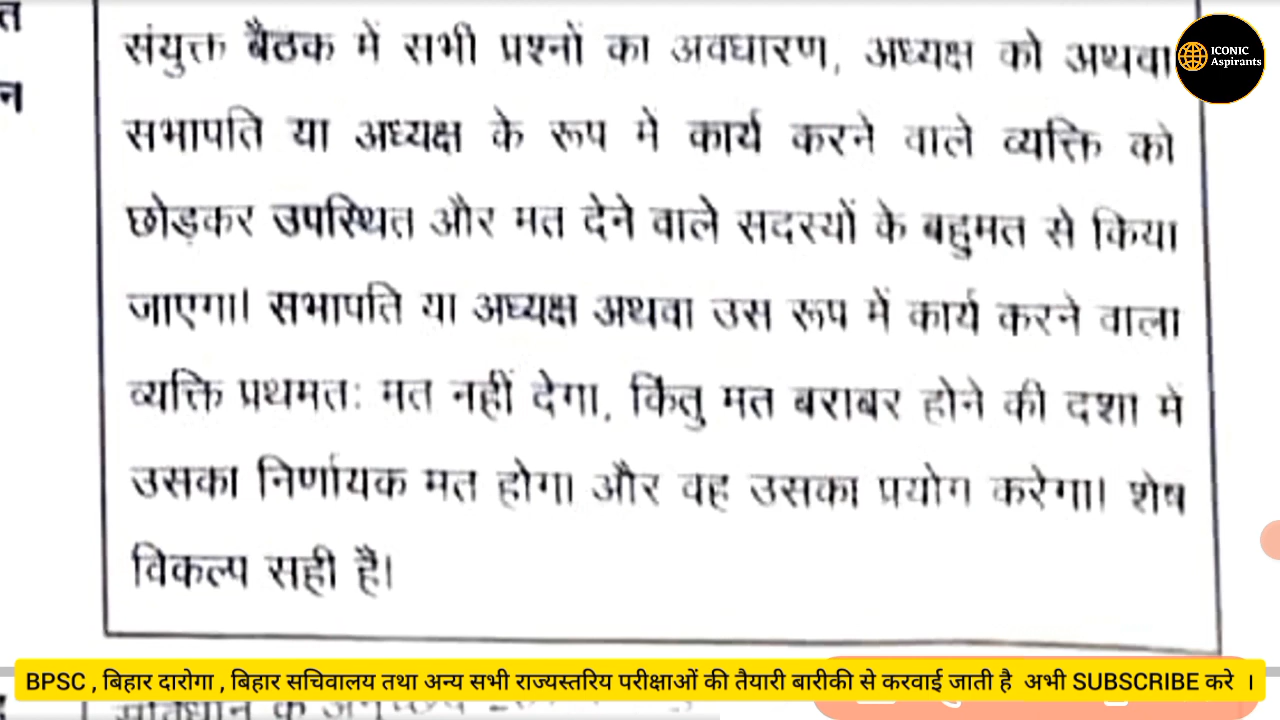 त
न
ICONIC
Aspirants
संयुक्त बैठक में सभी प्रश्नों का अवधारण, अध्यक्ष को अथवा
सभापति या अध्यक्ष के रूप में कार्य करने वाले व्यक्ति को
छोड़कर उपस्थित और मत देने वाले सदस्यों के बहुमत से किया
जाएगा। सभापति या अध्यक्ष अथवा उस रूप में कार्य करने वाला
व्यक्ति प्रथमतः मत नहीं देगा, किंतु मत बराबर होने की दशा में
उसका निर्णायक मत होगा और वह उसका प्रयोग करेगा। शेष
विकल्प सही है।
BPSC , बिहार दारोगा , बिहार सचिवालय तथा अन्य सभी राज्यस्तरिय परीक्षाओं की तैयारी बारीकी से करवाई जाती है अभी SUBSCRIBE करे ।